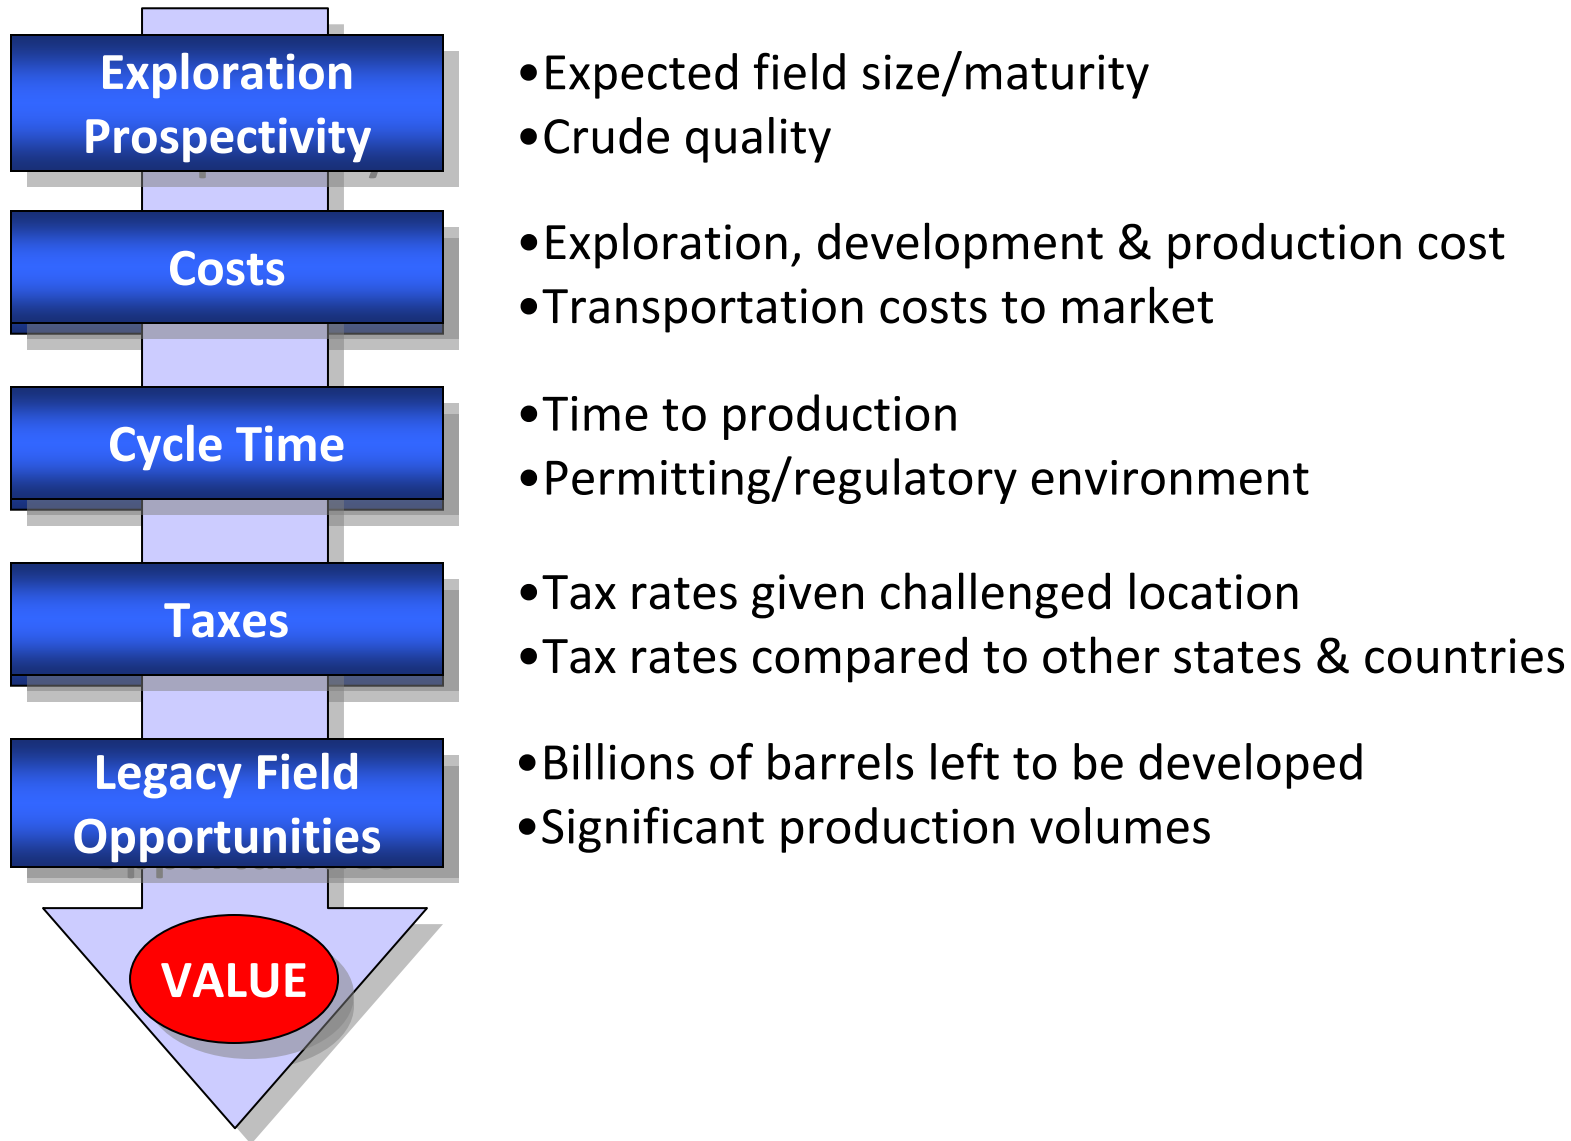 Exploration
Prospectivity
•Expected field size/maturity
•Crude quality
Costs
•Exploration, development & production cost
•Transportation costs to market
Cycle Time
•Time to production
•Permitting/regulatory environment
Taxes
•Tax rates given challenged location
•Tax rates compared to other states & countries
Legacy Field
Opportunities
•Billions of barrels left to be developed
•Significant production volumes
VALUE